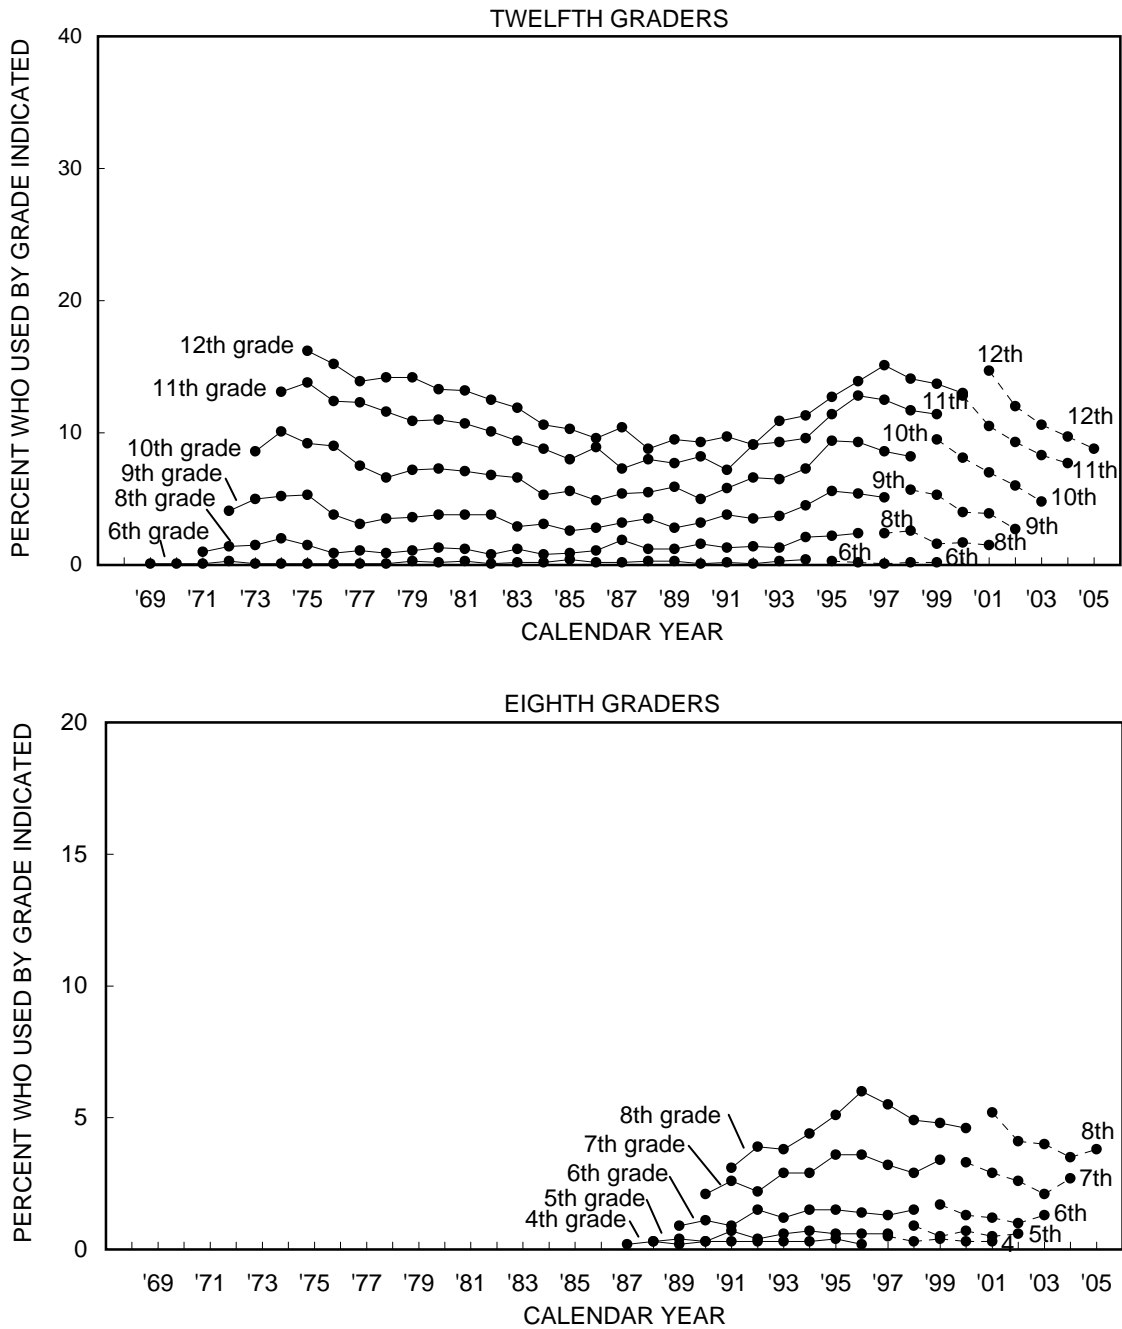 TWELFTH GRADERS
PERCENT WHO USED BY GRADE INDICATED
40
30
20
10
0
12th grade
11th grade
10th grade
9th grade
8th grade
6th grade
12th
11th
10th
9th
8th
6th
12th
11th
10th
9th
8th
6th
'69 '71 '73 '75 '77 '79 '81 '83 '85 '87 '89 '91 '93 '95 '97 '99 '01 '03 '05
CALENDAR YEAR
EIGHTH GRADERS
PERCENT WHO USED BY GRADE INDICATED
20
15
10
5
0
8th grade
7th grade
6th grade
5th grade
4th grade
8th
7th
6th
5th
4
'69 '71 '73 '75 '77 '79 '81 '83 '85 '87 '89 '91 '93 '95 '97 '99 '01 '03 '05
CALENDAR YEAR